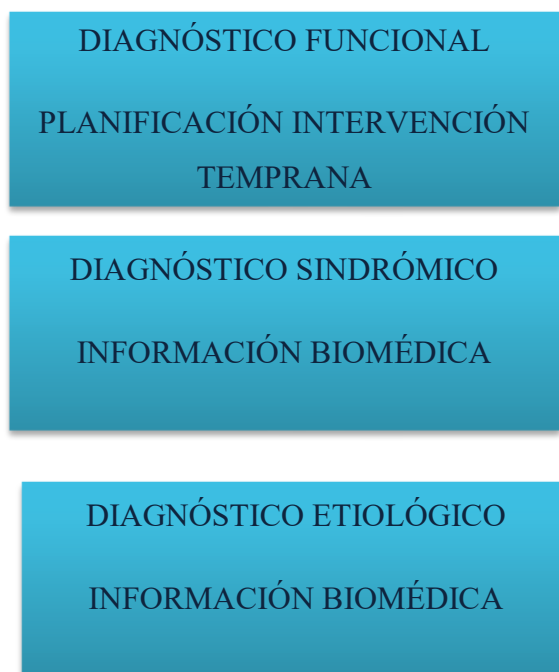 DIAGNÓSTICO FUNCIONAL
PLANIFICACIÓN INTERVENCIÓN
TEMPRANA
DIAGNÓSTICO SINDRÓMICO
INFORMACIÓN BIOMÉDICA
DIAGNÓSTICO ETIOLÓGICO
INFORMACIÓN BIOMÉDICA